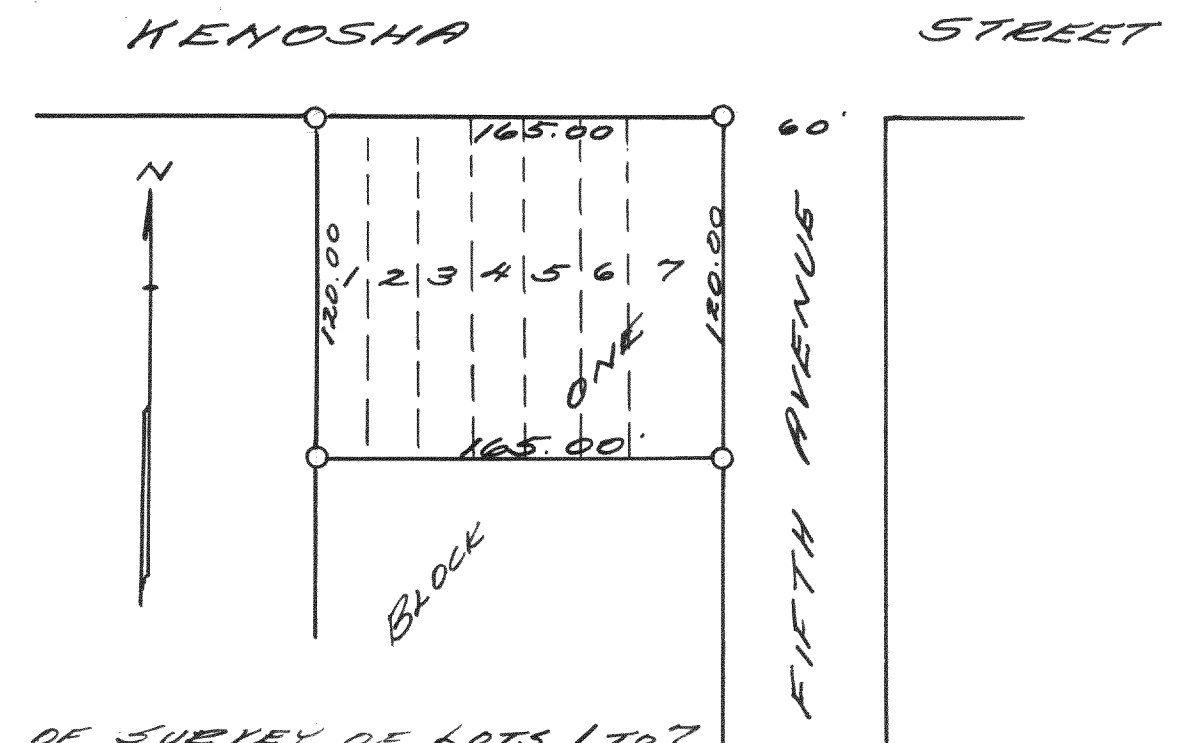 KENOSHA STREET
165.00
60'
N
120.00
1 2 3 4 5 6 7
120.00
FIFTH AVENUE
165.00'
BLOCK ONE
OF SURVEY OF LOTS 1 TO 7